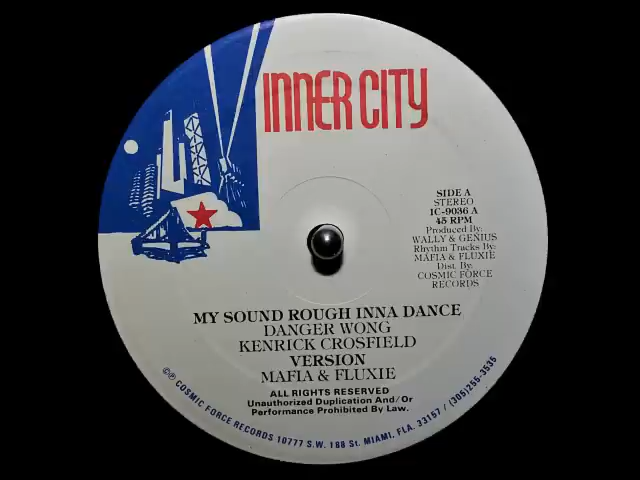 INNER CITY
SIDE A
STEREO
IC-9036 A
45 RPM
Produced By:
WALLY & GENIUS
Rhythm Tracks By:
MAFIA & FLUXIE
Dist. By:
COSMIC FORCE
RECORDS
MY SOUND ROUGH INNA DANCE
DANGER WONG
KENRICK CROSFIELD
VERSION
MAFIA & FLUXIE
ALL RIGHTS RESERVED
Unauthorized Duplication And/Or
Performance Prohibited By Law.
©℗ COSMIC FORCE RECORDS 10777 S.W. 188 St. MIAMI, FLA. 33157 / (305)255-3535